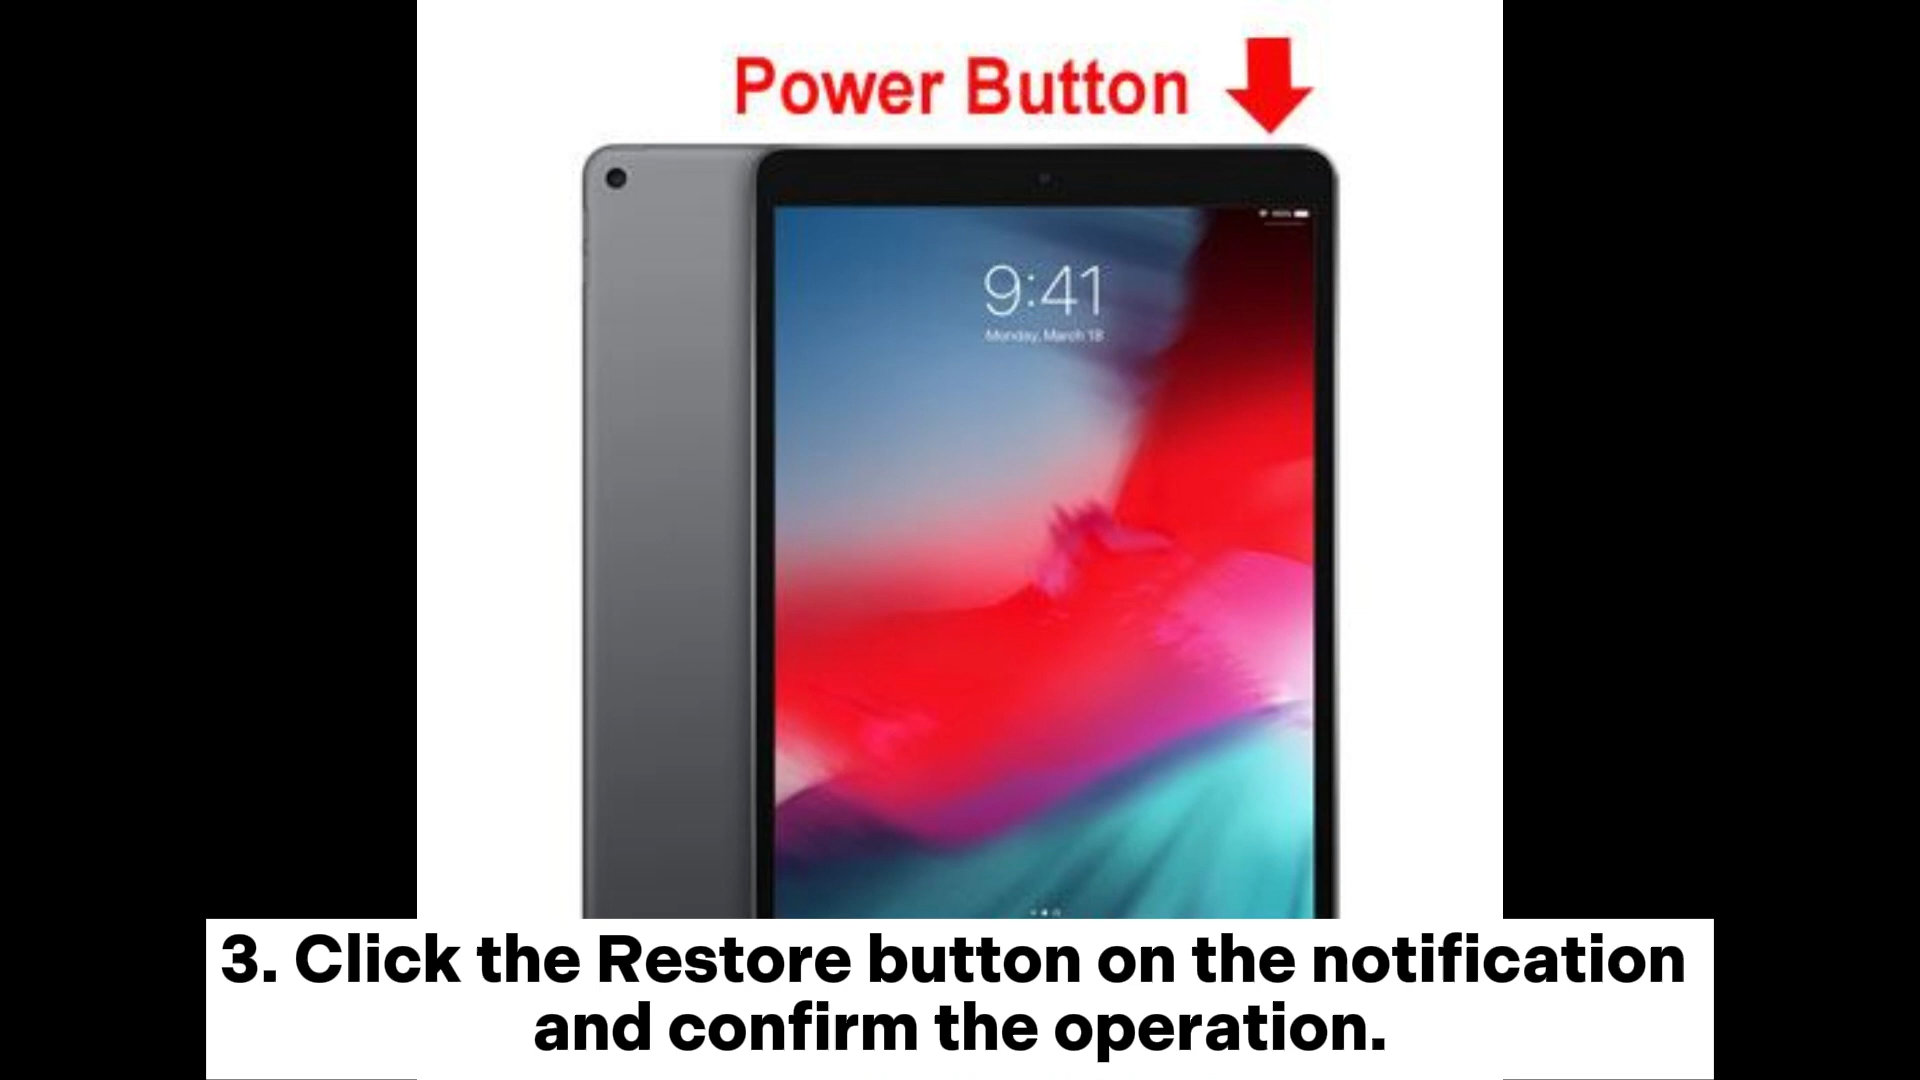 Power Button
9:41
Monday, March 18
3. Click the Restore button on the notification
and confirm the operation.